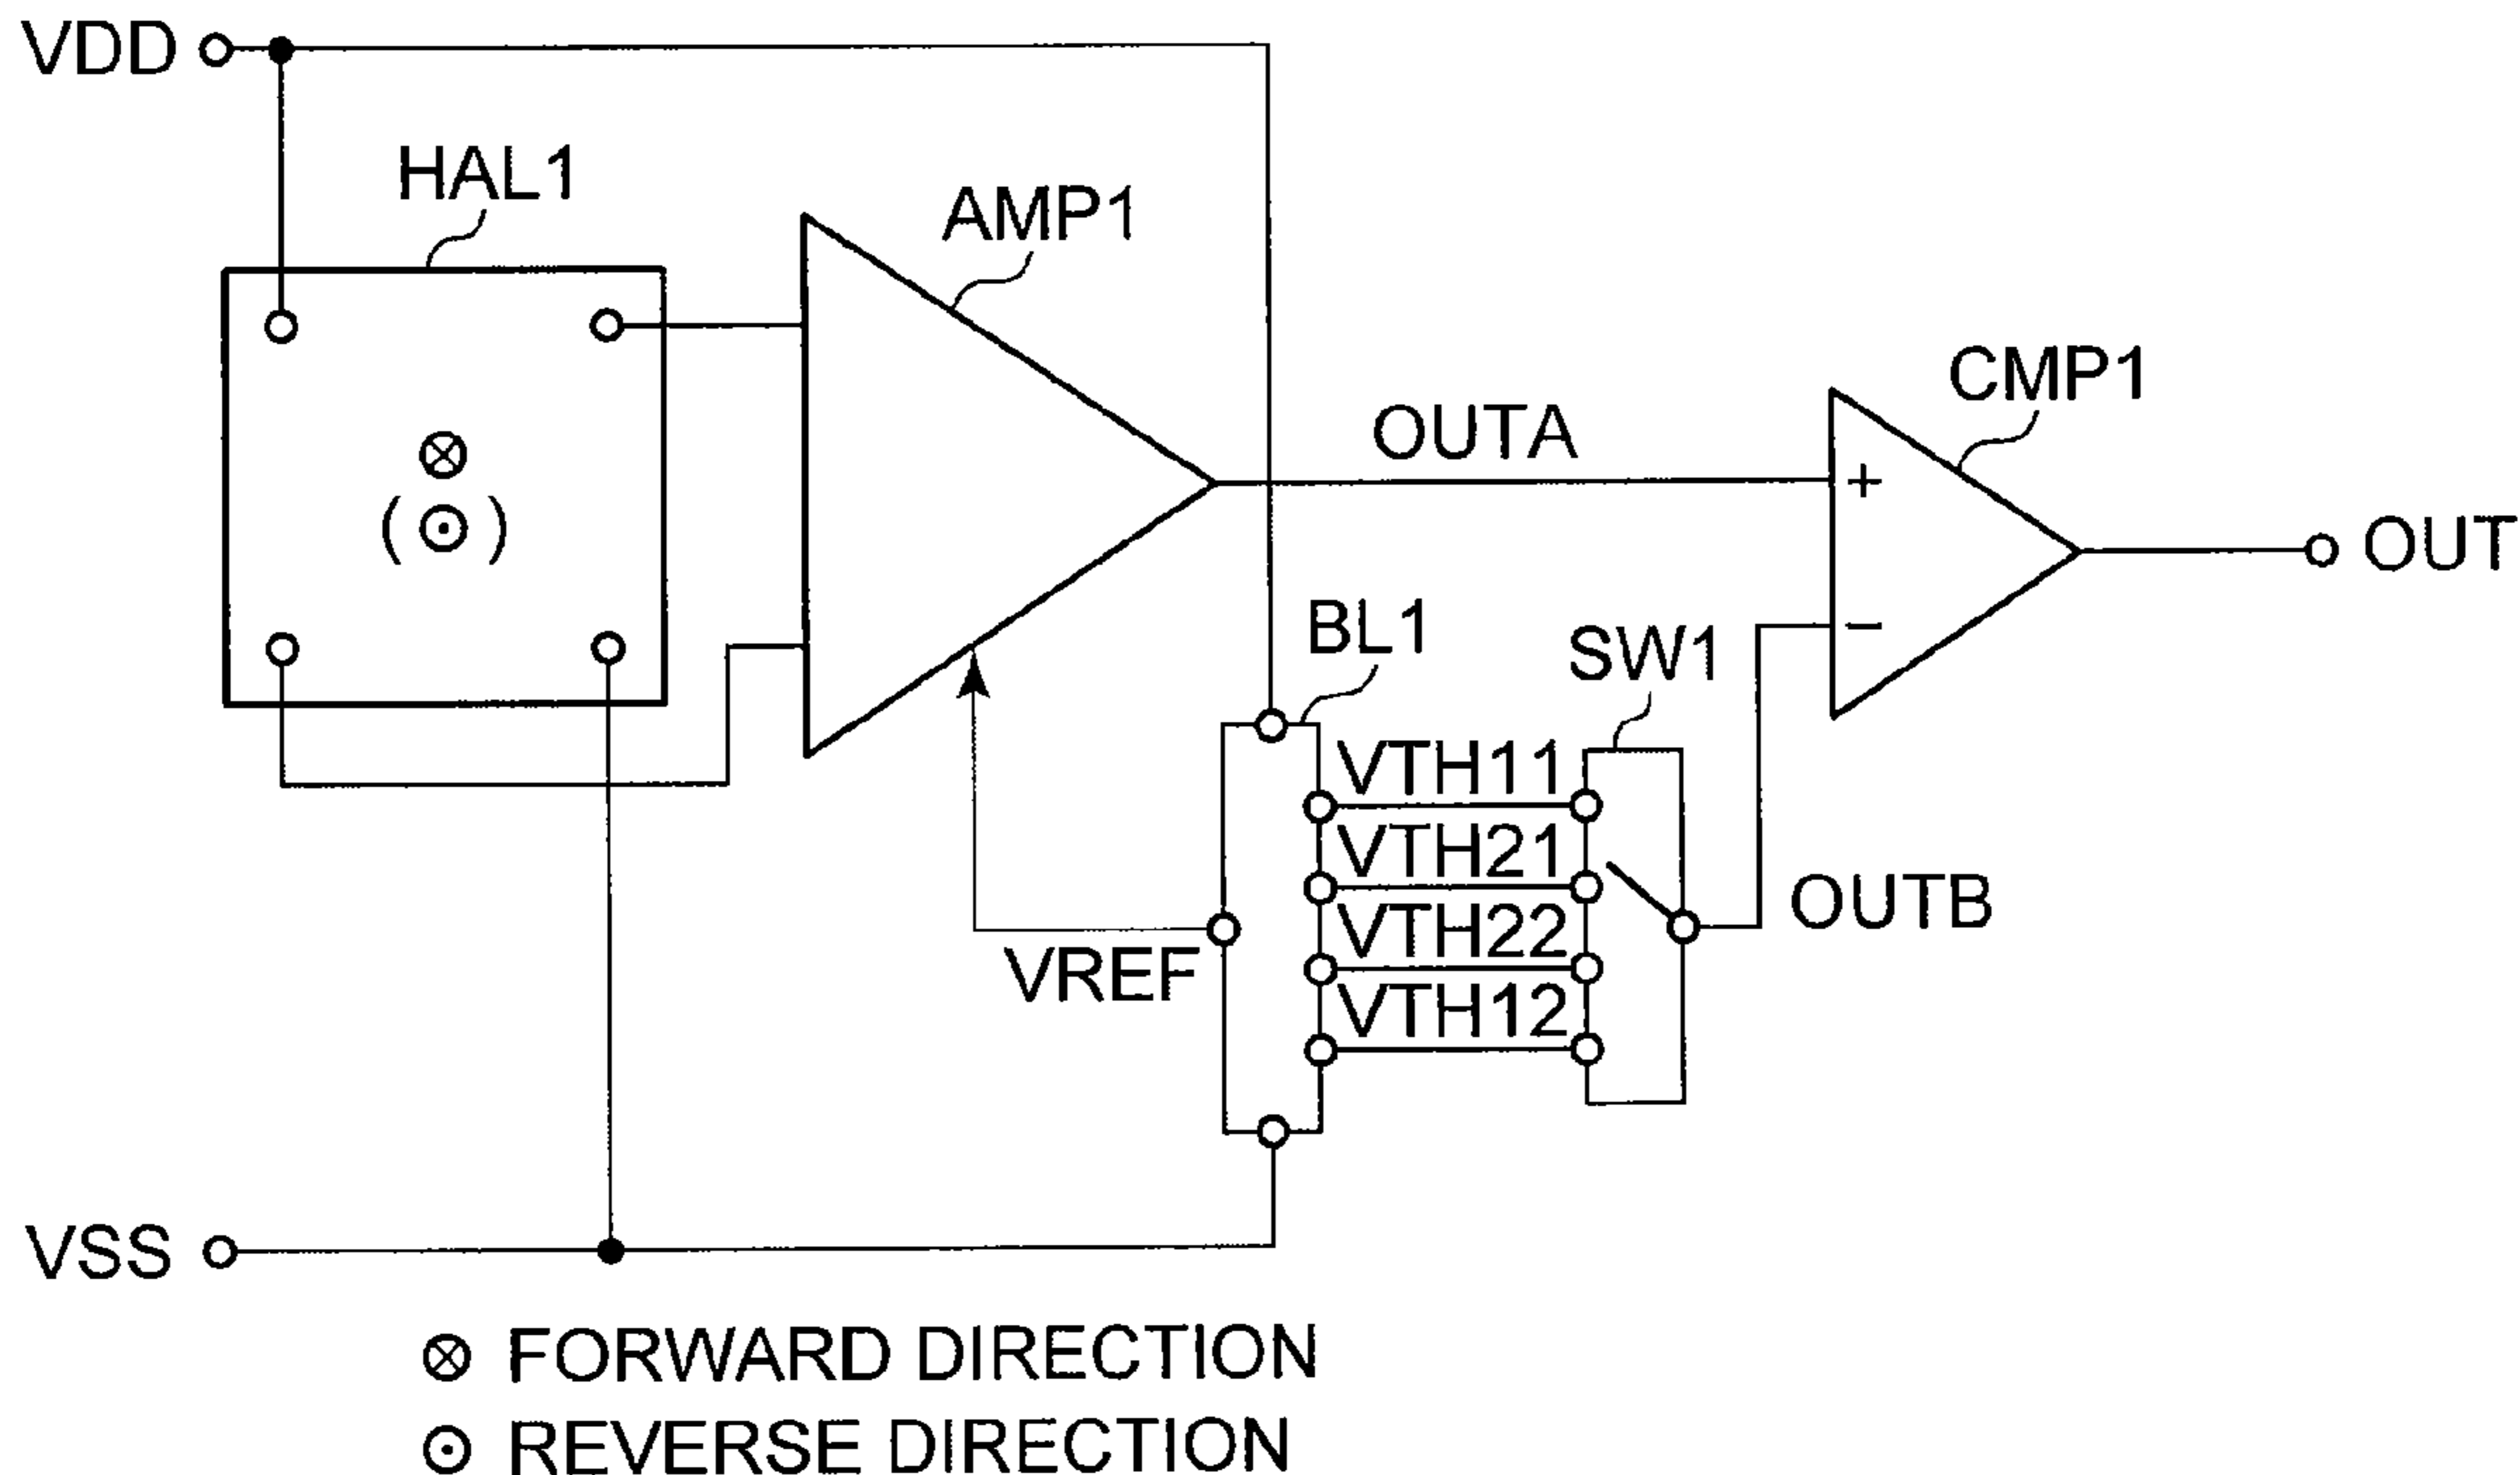 VDD
HAL1
AMP1
CMP1
OUTA
+
OUT
( )
BL1
SW1
−
VTH11
VTH21
OUTB
VTH22
VREF
VTH12
VSS
⊗ FORWARD DIRECTION
⊙ REVERSE DIRECTION